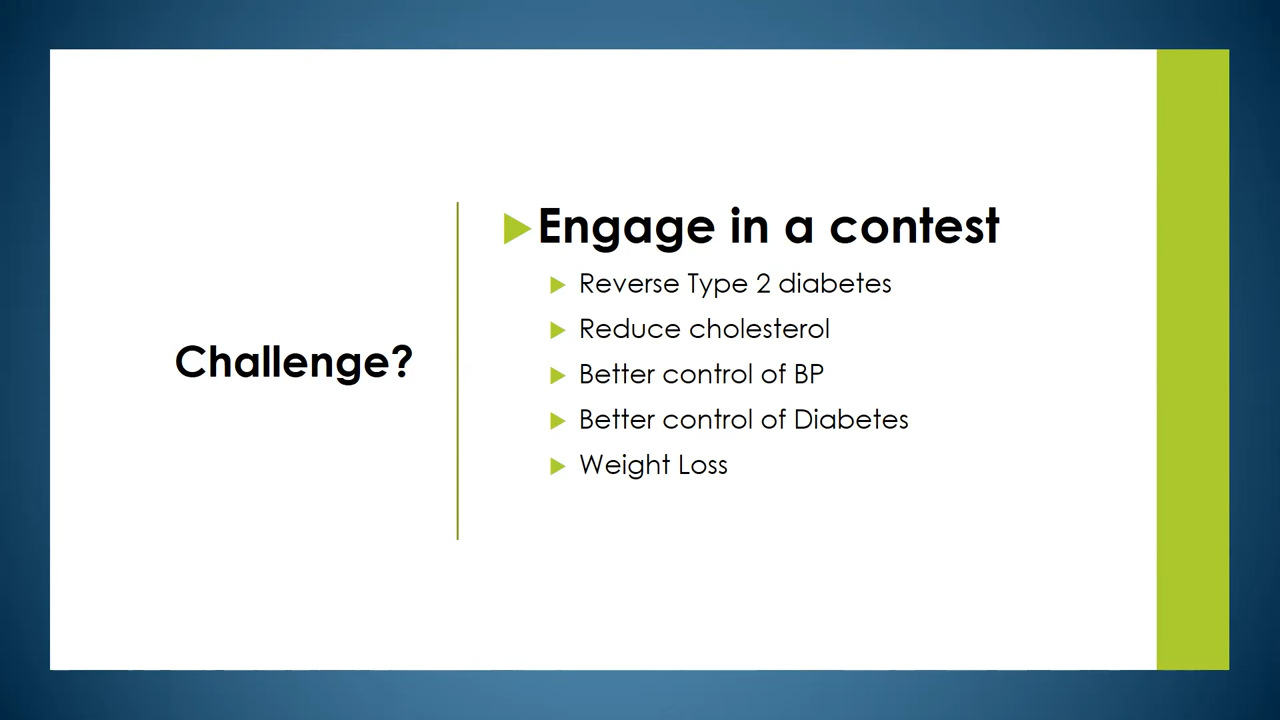 Challenge?
Engage in a contest
Reverse Type 2 diabetes
Reduce cholesterol
Better control of BP
Better control of Diabetes
Weight Loss